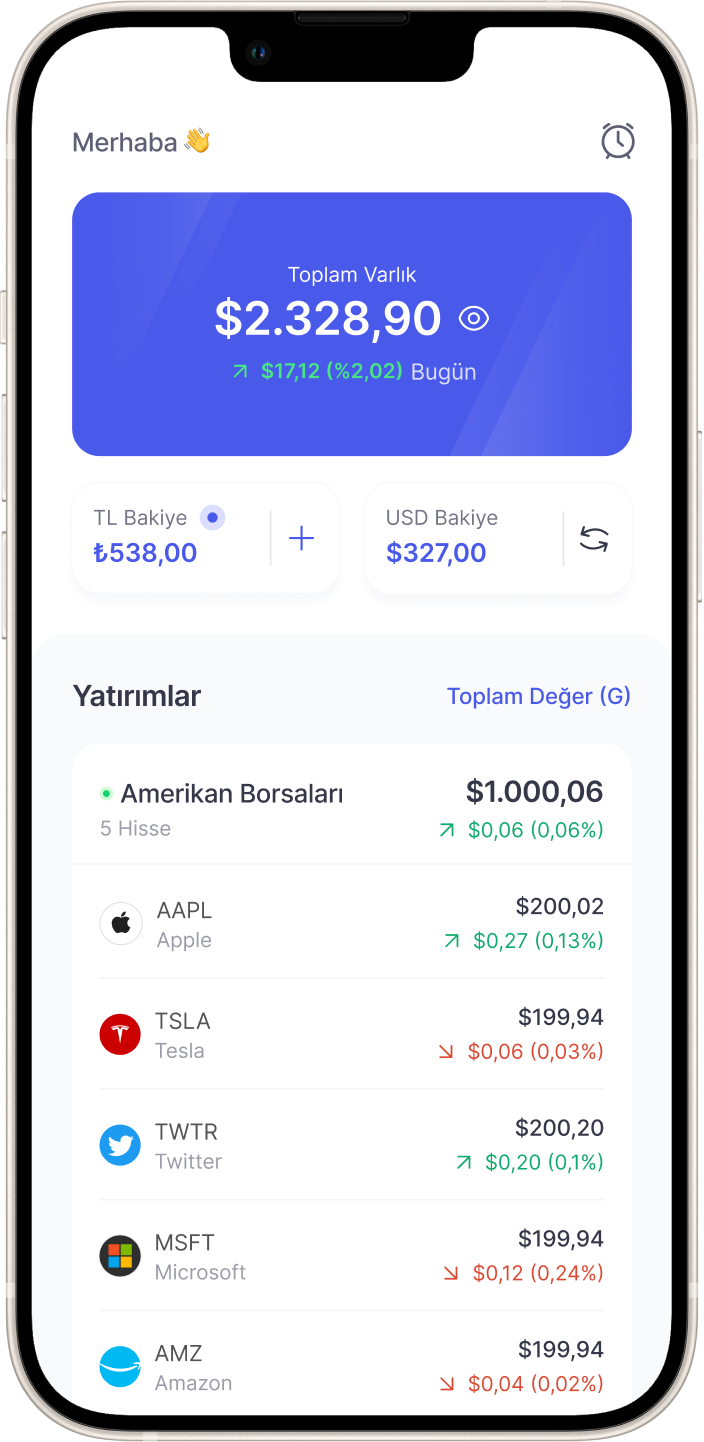 Merhaba 👋
Toplam Varlık
$2.328,90
$17,12 (%2,02) Bugün
TL Bakiye
₺538,00
USD Bakiye
$327,00
Yatırımlar
Toplam Değer (G)
Amerikan Borsaları
$1.000,06
5 Hisse
$0,06 (0,06%)
AAPL
$200,02
Apple
$0,27 (0,13%)
TSLA
$199,94
Tesla
$0,06 (0,03%)
TWTR
$200,20
Twitter
$0,20 (0,1%)
MSFT
$199,94
Microsoft
$0,12 (0,24%)
AMZ
$199,94
Amazon
$0,04 (0,02%)